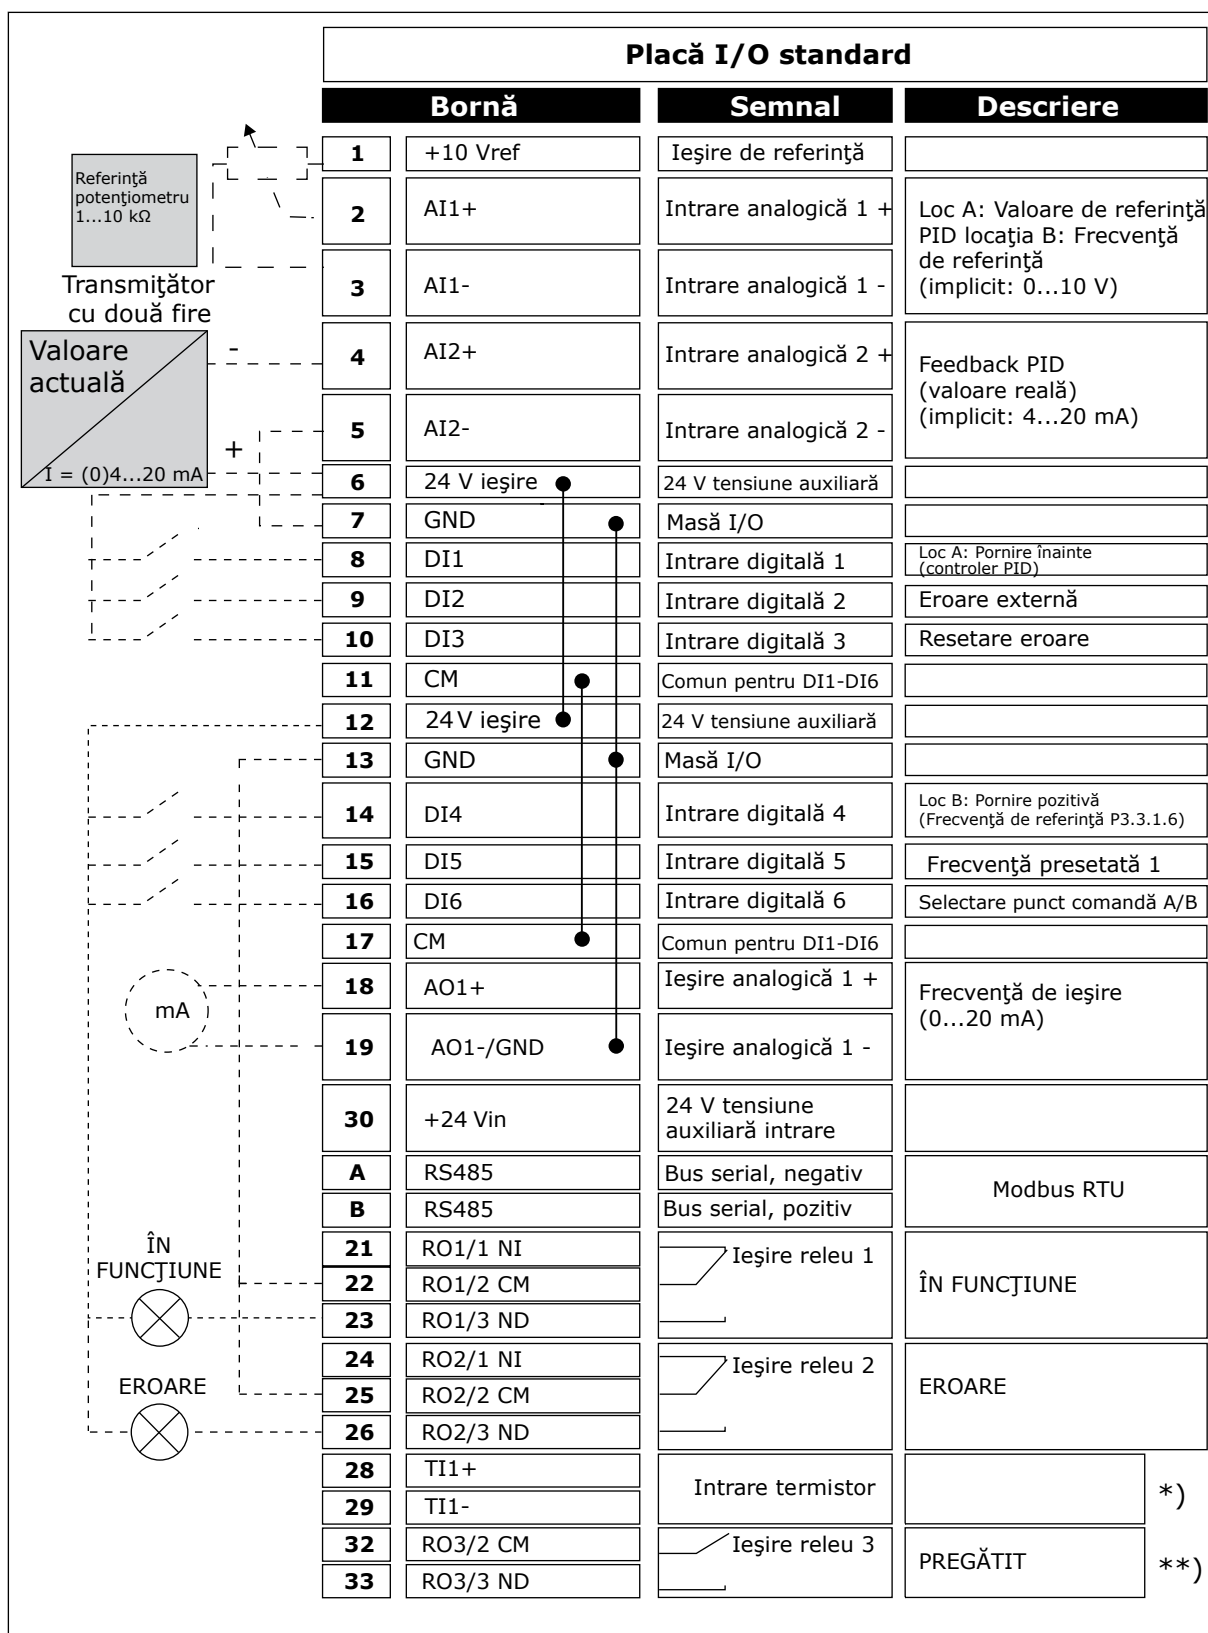 Placă I/O standard
Bornă Semnal Descriere
1 +10 Vref Ieşire de referinţă
Referinţă
potenţiometru
1...10 kΩ
2 AI1+ Intrare analogică 1 +
Loc A: Valoare de referinţă
PID locaţia B: Frecvenţă
de referinţă
(implicit: 0...10 V)
3 AI1- Intrare analogică 1 -
Transmiţător
cu două fire
Valoare
actuală
-
+
I = (0)4...20 mA
4 AI2+ Intrare analogică 2 +
Feedback PID
(valoare reală)
(implicit: 4...20 mA)
5 AI2- Intrare analogică 2 -
6 24 V ieşire 24 V tensiune auxiliară
7 GND Masă I/O
8 DI1 Intrare digitală 1
Loc A: Pornire înainte
(controler PID)
9 DI2 Intrare digitală 2 Eroare externă
10 DI3 Intrare digitală 3 Resetare eroare
11 CM Comun pentru DI1-DI6
12 24 V ieşire 24 V tensiune auxiliară
13 GND Masă I/O
14 DI4 Intrare digitală 4
Loc B: Pornire pozitivă
(Frecvenţă de referinţă P3.3.1.6)
15 DI5 Intrare digitală 5 Frecvenţă presetată 1
16 DI6 Intrare digitală 6 Selectare punct comandă A/B
17 CM Comun pentru DI1-DI6
18 AO1+ Ieşire analogică 1 +
Frecvenţă de ieşire
(0...20 mA)
mA
19 AO1-/GND Ieşire analogică 1 -
30 +24 Vin
24 V tensiune
auxiliară intrare
A RS485 Bus serial, negativ
Modbus RTU
B RS485 Bus serial, pozitiv
ÎN
FUNCŢIUNE
21 RO1/1 NI Ieşire releu 1
22 RO1/2 CM ÎN FUNCŢIUNE
23 RO1/3 ND
24 RO2/1 NI Ieşire releu 2
EROARE
25 RO2/2 CM EROARE
26 RO2/3 ND
28 TI1+
Intrare termistor *)
29 TI1-
32 RO3/2 CM Ieşire releu 3
PREGĂTIT **)
33 RO3/3 ND